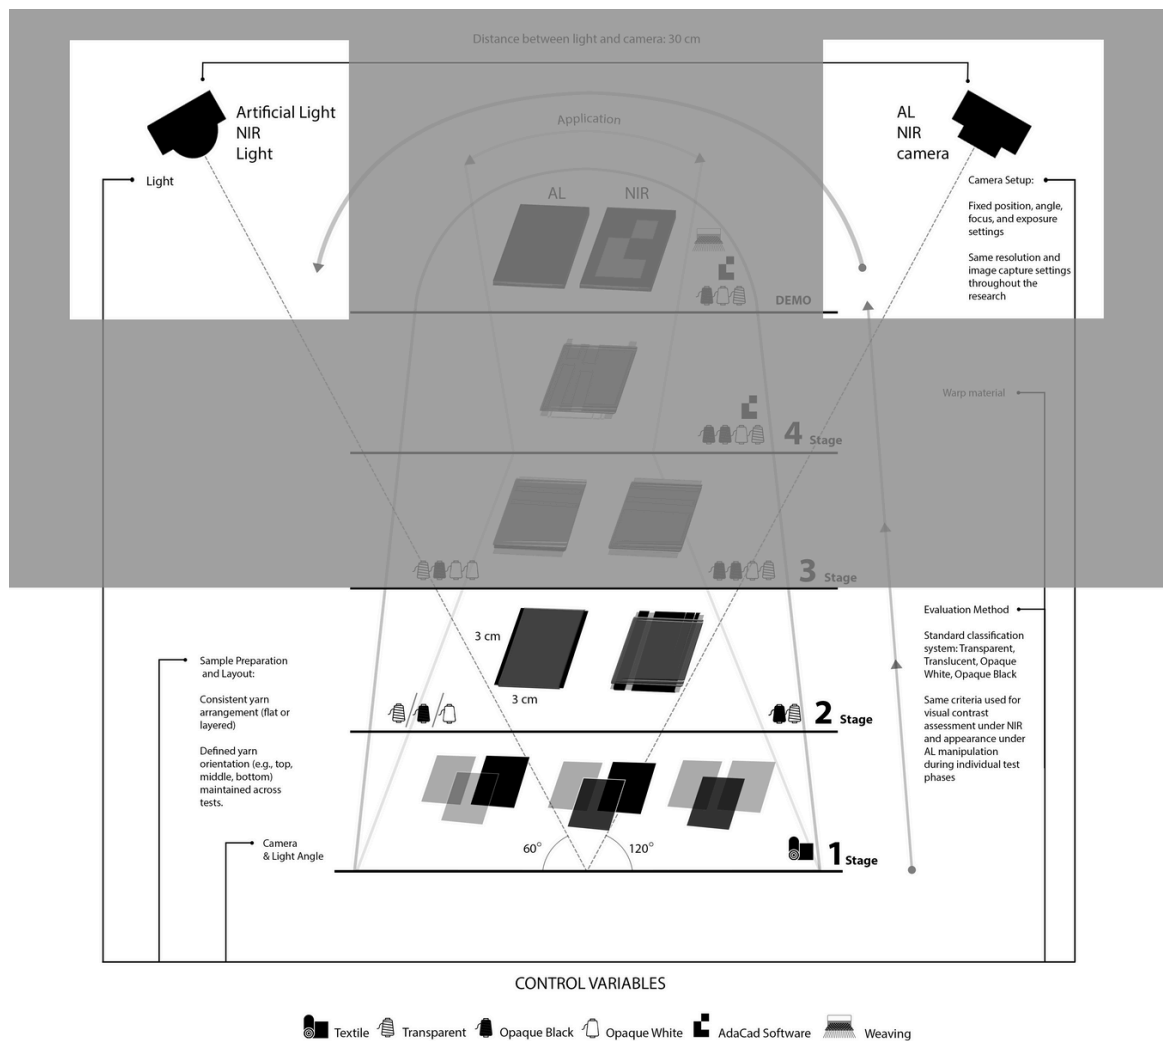 Distance between light and camera: 30 cm
Artificial Light
NIR
Light
AL
NIR
camera
Application
Light
Camera Setup:
Fixed position, angle,
focus, and exposure
settings
Same resolution and
image capture settings
throughout the
research
AL
NIR
DEMO
Warp material
4 Stage
3 Stage
Evaluation Method
Standard classification
system: Transparent,
Translucent, Opaque
White, Opaque Black
Same criteria used for
visual contrast
assessment under NIR
and appearance under
AL manipulation
during individual test
phases
3 cm
3 cm
2 Stage
Sample Preparation
and Layout:
Consistent yarn
arrangement (flat or
layered)
Defined yarn
orientation (e.g., top,
middle, bottom)
maintained across
tests.
Camera
& Light Angle
60°
120°
1 Stage
CONTROL VARIABLES
Textile
Transparent
Opaque Black
Opaque White
AdaCad Software
Weaving